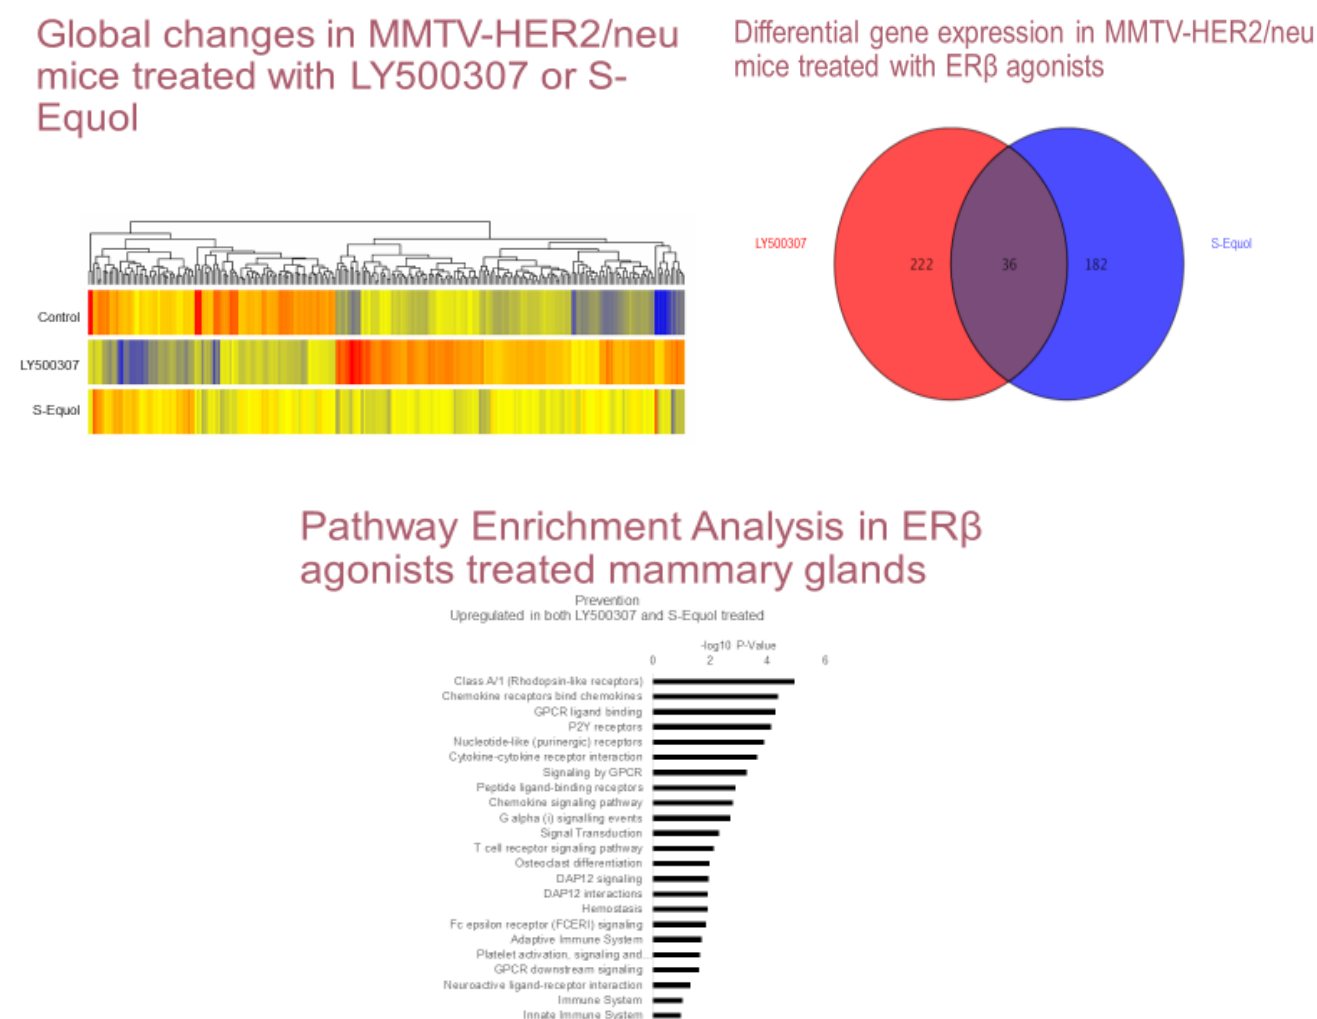 Global changes in MMTV-HER2/neu
mice treated with LY500307 or S-
Equol
Differential gene expression in MMTV-HER2/neu
mice treated with ERβ agonists
Control
LY500307
S-Equol
LY500307
222
36
182
S-Equol
Pathway Enrichment Analysis in ERβ
agonists treated mammary glands
Prevention
Upregulated in both LY500307 and S-Equol treated
-log10 P-Value
0 2 4 6
Class A/1 (Rhodopsin-like receptors)
Chemokine receptors bind chemokines
GPCR ligand binding
P2Y receptors
Nucleotide-like (purinergic) receptors
Cytokine-cytokine receptor interaction
Signaling by GPCR
Peptide ligand-binding receptors
Chemokine signaling pathway
G alpha (i) signalling events
Signal Transduction
T cell receptor signaling pathway
Osteoclast differentiation
DAP12 signaling
DAP12 interactions
Hemostasis
Fc epsilon receptor (FCERI) signaling
Adaptive Immune System
Platelet activation, signaling and...
GPCR downstream signaling
Neuroactive ligand-receptor interaction
Immune System
Innate Immune System